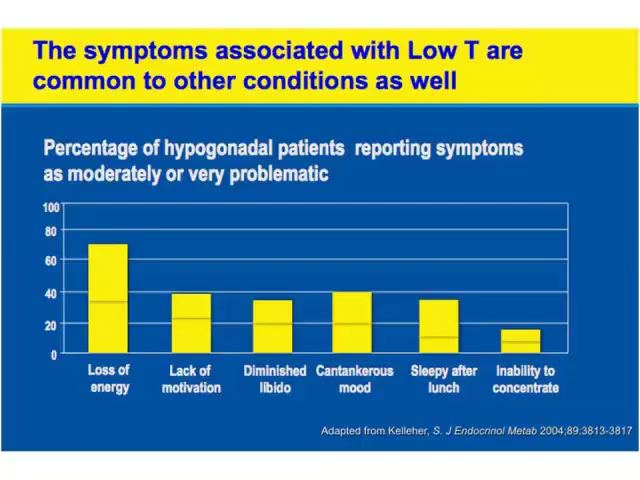 The symptoms associated with Low T are
common to other conditions as well
Percentage of hypogonadal patients reporting symptoms
as moderately or very problematic
100
80
60
40
20
0
Loss of
energy
Lack of
motivation
Diminished
libido
Cantankerous
mood
Sleepy after
lunch
Inability to
concentrate
Adapted from Kelleher, S. J Endocrinol Metab 2004;89:3813-3817